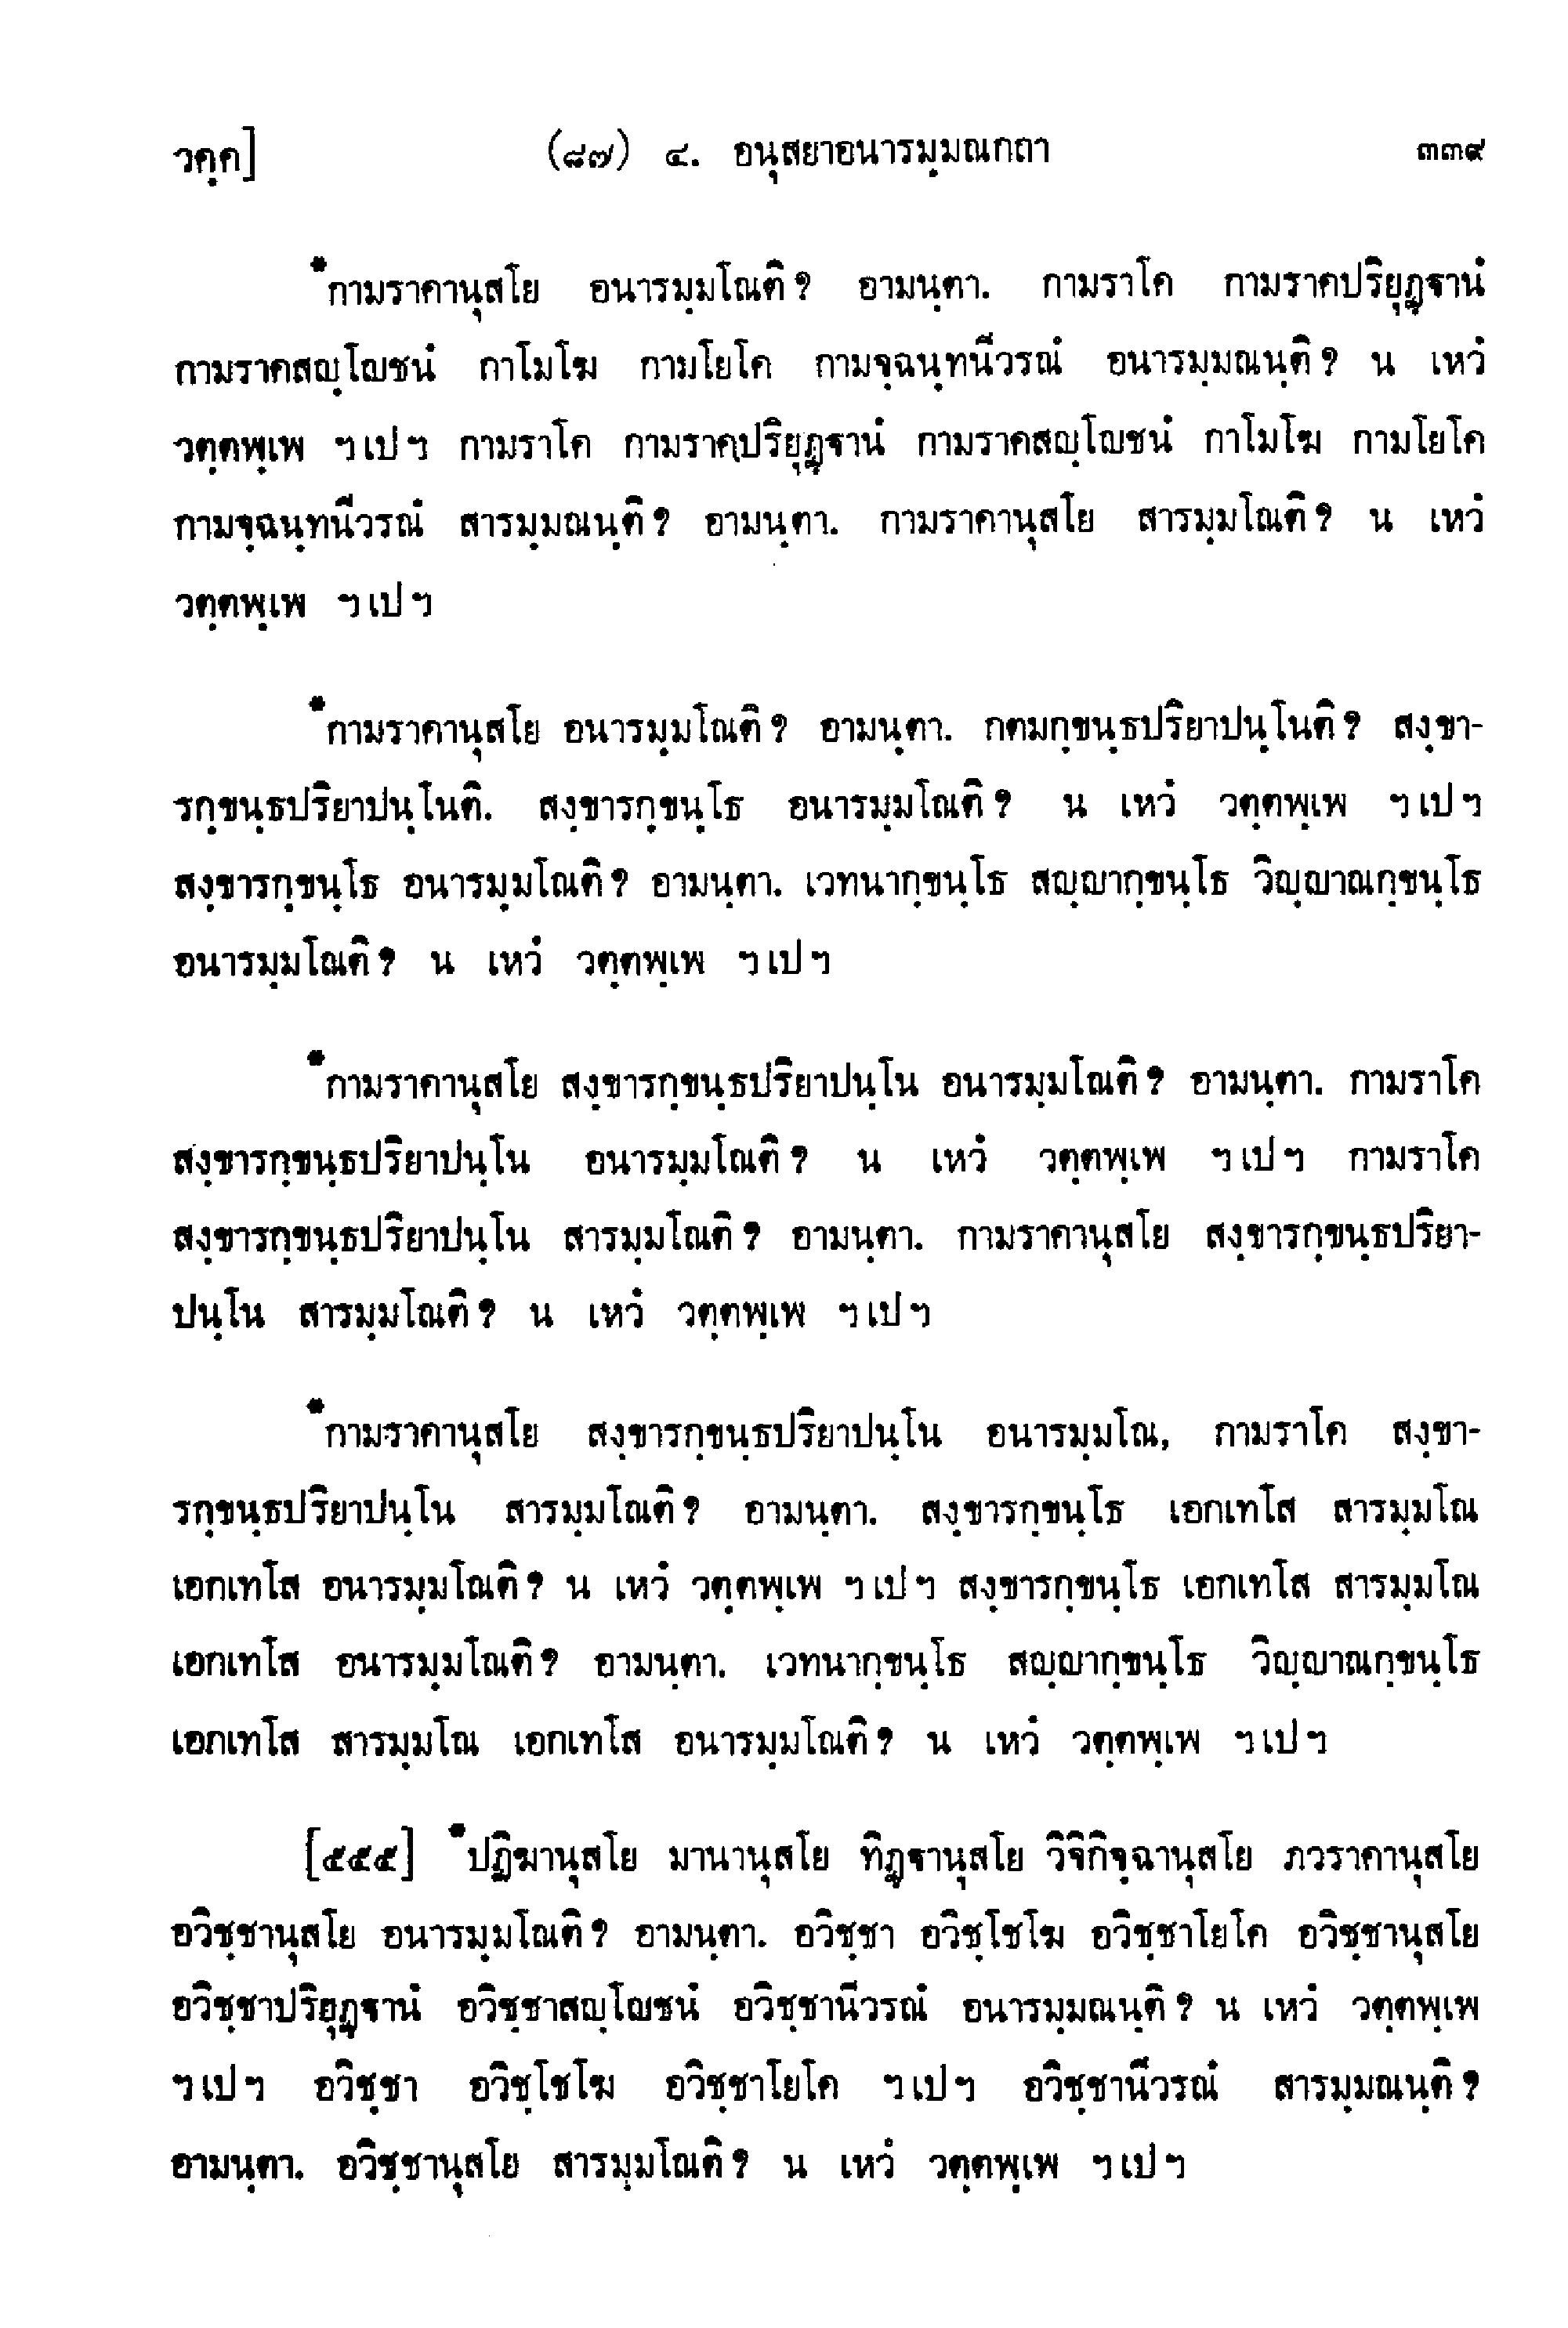 วคฺค] (๘๗) ๔. อนุสยาอนารมฺมณกถา ๓๓๙
*กามราคานุสโย อนารมฺมโณติ? อามนฺตา. กามราโค กามราคปริยุฏฺฐานํ
กามราคสญฺโญชนํ กาโมโฆ กามโยโค กามจฺฉนฺทนีวรณํ อนารมฺมณนฺติ? น เหวํ
วตฺตพฺเพ ฯเปฯ กามราโค กามราคปริยุฏฺฐานํ กามราคสญฺโญชนํ กาโมโฆ กามโยโค
กามจฺฉนฺทนีวรณํ สารมฺมณนฺติ? อามนฺตา. กามราคานุสโย สารมฺมโณติ? น เหวํ
วตฺตพฺเพ ฯเปฯ
*กามราคานุสโย อนารมฺมโณติ? อามนฺตา. กตมกฺขนฺธปริยาปนฺโนติ? สงฺขา-
รกฺขนฺธปริยาปนฺโนติ. สงฺขารกฺขนฺโธ อนารมฺมโณติ? น เหวํ วตฺตพฺเพ ฯเปฯ
สงฺขารกฺขนฺโธ อนารมฺมโณติ? อามนฺตา. เวทนากฺขนฺโธ สญฺญากฺขนฺโธ วิญฺญาณกฺขนฺโธ
อนารมฺมโณติ? น เหวํ วตฺตพฺเพ ฯเปฯ
*กามราคานุสโย สงฺขารกฺขนฺธปริยาปนฺโน อนารมฺมโณติ? อามนฺตา. กามราโค
สงฺขารกฺขนฺธปริยาปนฺโน อนารมฺมโณติ? น เหวํ วตฺตพฺเพ ฯเปฯ กามราโค
สงฺขารกฺขนฺธปริยาปนฺโน สารมฺมโณติ? อามนฺตา. กามราคานุสโย สงฺขารกฺขนฺธปริยา-
ปนฺโน สารมฺมโณติ? น เหวํ วตฺตพฺเพ ฯเปฯ
*กามราคานุสโย สงฺขารกฺขนฺธปริยาปนฺโน อนารมฺมโณ, กามราโค สงฺขา-
รกฺขนฺธปริยาปนฺโน สารมฺมโณติ? อามนฺตา. สงฺขารกฺขนฺโธ เอกเทโส สารมฺมโณ
เอกเทโส อนารมฺมโณติ? น เหวํ วตฺตพฺเพ ฯเปฯ สงฺขารกฺขนฺโธ เอกเทโส สารมฺมโณ
เอกเทโส อนารมฺมโณติ? อามนฺตา. เวทนากฺขนฺโธ สญฺญากฺขนฺโธ วิญฺญาณกฺขนฺโธ
เอกเทโส สารมฺมโณ เอกเทโส อนารมฺมโณติ? น เหวํ วตฺตพฺเพ ฯเปฯ
[๕๕๕] *ปฏิฆานุสโย มานานุสโย ทิฏฺฐานุสโย วิจิกิจฺฉานุสโย ภวราคานุสโย
อวิชฺชานุสโย อนารมฺมโณติ? อามนฺตา. อวิชฺชา อวิชฺโชโฆ อวิชฺชาโยโค อวิชฺชานุสโย
อวิชฺชาปริยุฏฺฐานํ อวิชฺชาสญฺโญชนํ อวิชฺชานีวรณํ อนารมฺมณนฺติ? น เหวํ วตฺตพฺเพ
ฯเปฯ อวิชฺชา อวิชฺโชโฆ อวิชฺชาโยโค ฯเปฯ อวิชฺชานีวรณํ สารมฺมณนฺติ?
อามนฺตา. อวิชฺชานุสโย สารมฺมโณติ? น เหวํ วตฺตพฺเพ ฯเปฯ